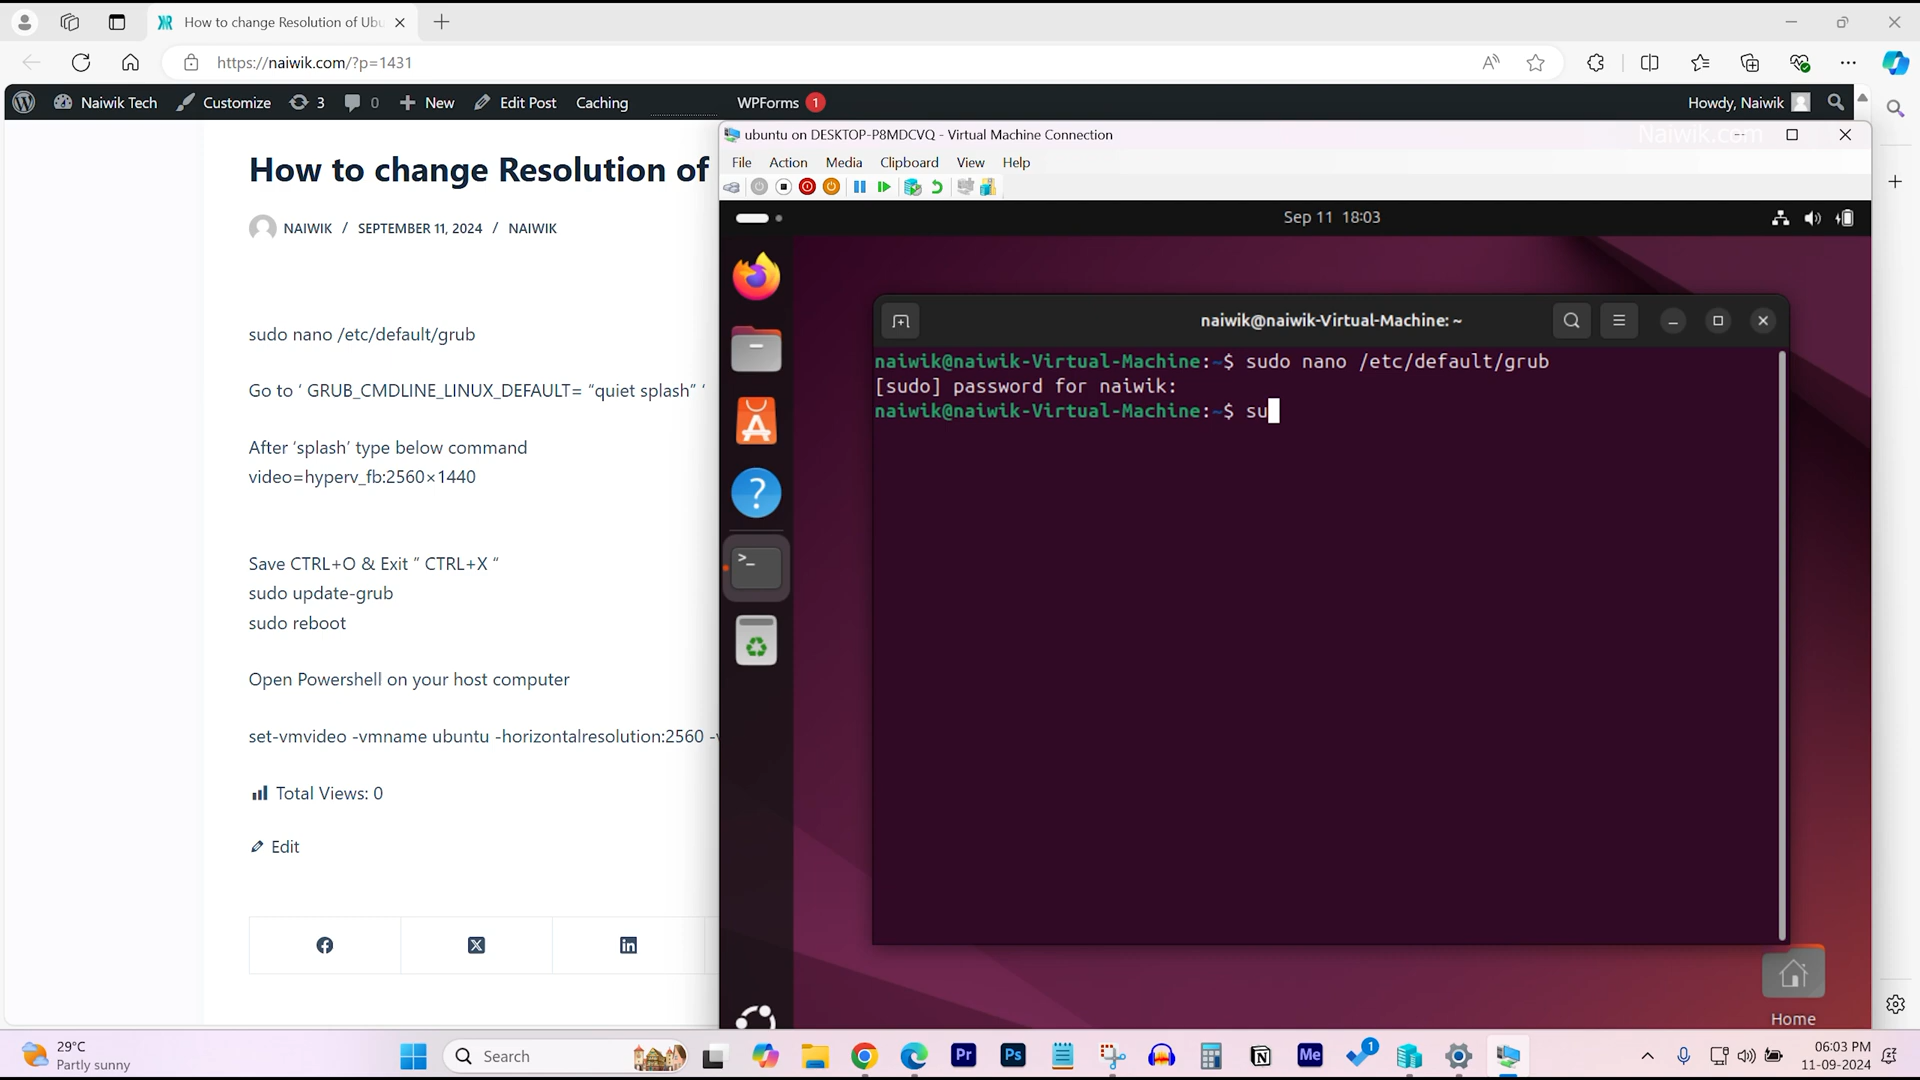 How to change Resolution of Ubu
https://naiwik.com/?p=1431
Naiwik Tech
Customize
3
0
New
Edit Post
Caching
WPForms 1
Howdy, Naiwik
How to change Resolution of
NAIWIK / SEPTEMBER 11, 2024 / NAIWIK
sudo nano /etc/default/grub
Go to ‘ GRUB_CMDLINE_LINUX_DEFAULT= “quiet splash” ‘
After ‘splash’ type below command
video=hyperv_fb:2560×1440
Save CTRL+O & Exit ” CTRL+X “
sudo update-grub
sudo reboot
Open Powershell on your host computer
set-vmvideo -vmname ubuntu -horizontalresolution:2560 -v
Total Views: 0
Edit
ubuntu on DESKTOP-P8MDCVQ - Virtual Machine Connection
Naiwik.com
File Action Media Clipboard View Help
Sep 11 18:03
naiwik@naiwik-Virtual-Machine: ~
naiwik@naiwik-Virtual-Machine:~$ sudo nano /etc/default/grub
[sudo] password for naiwik:
naiwik@naiwik-Virtual-Machine:~$ su
Home
29°C
Partly sunny
Search
Pr
Ps
Me
1
06:03 PM
11-09-2024